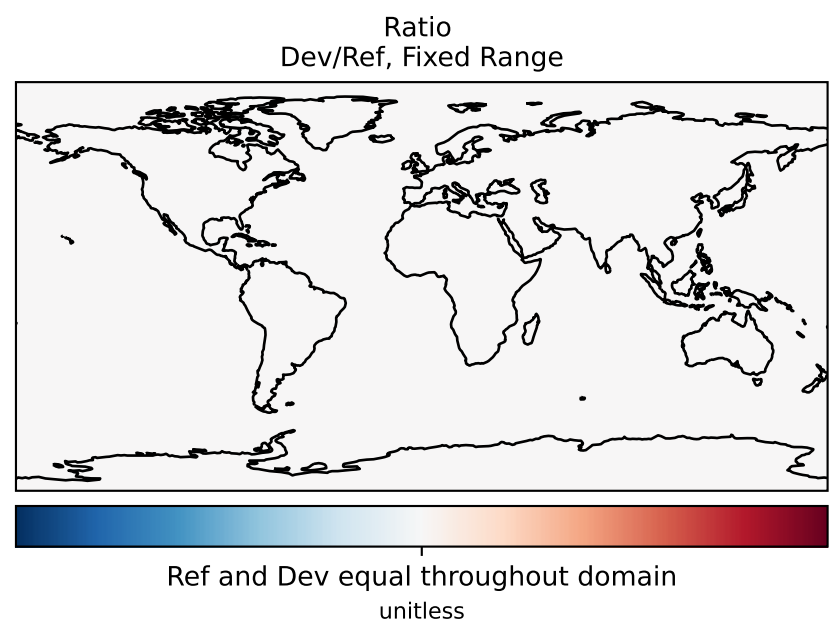 Ratio
Dev/Ref, Fixed Range
Ref and Dev equal throughout domain
unitless